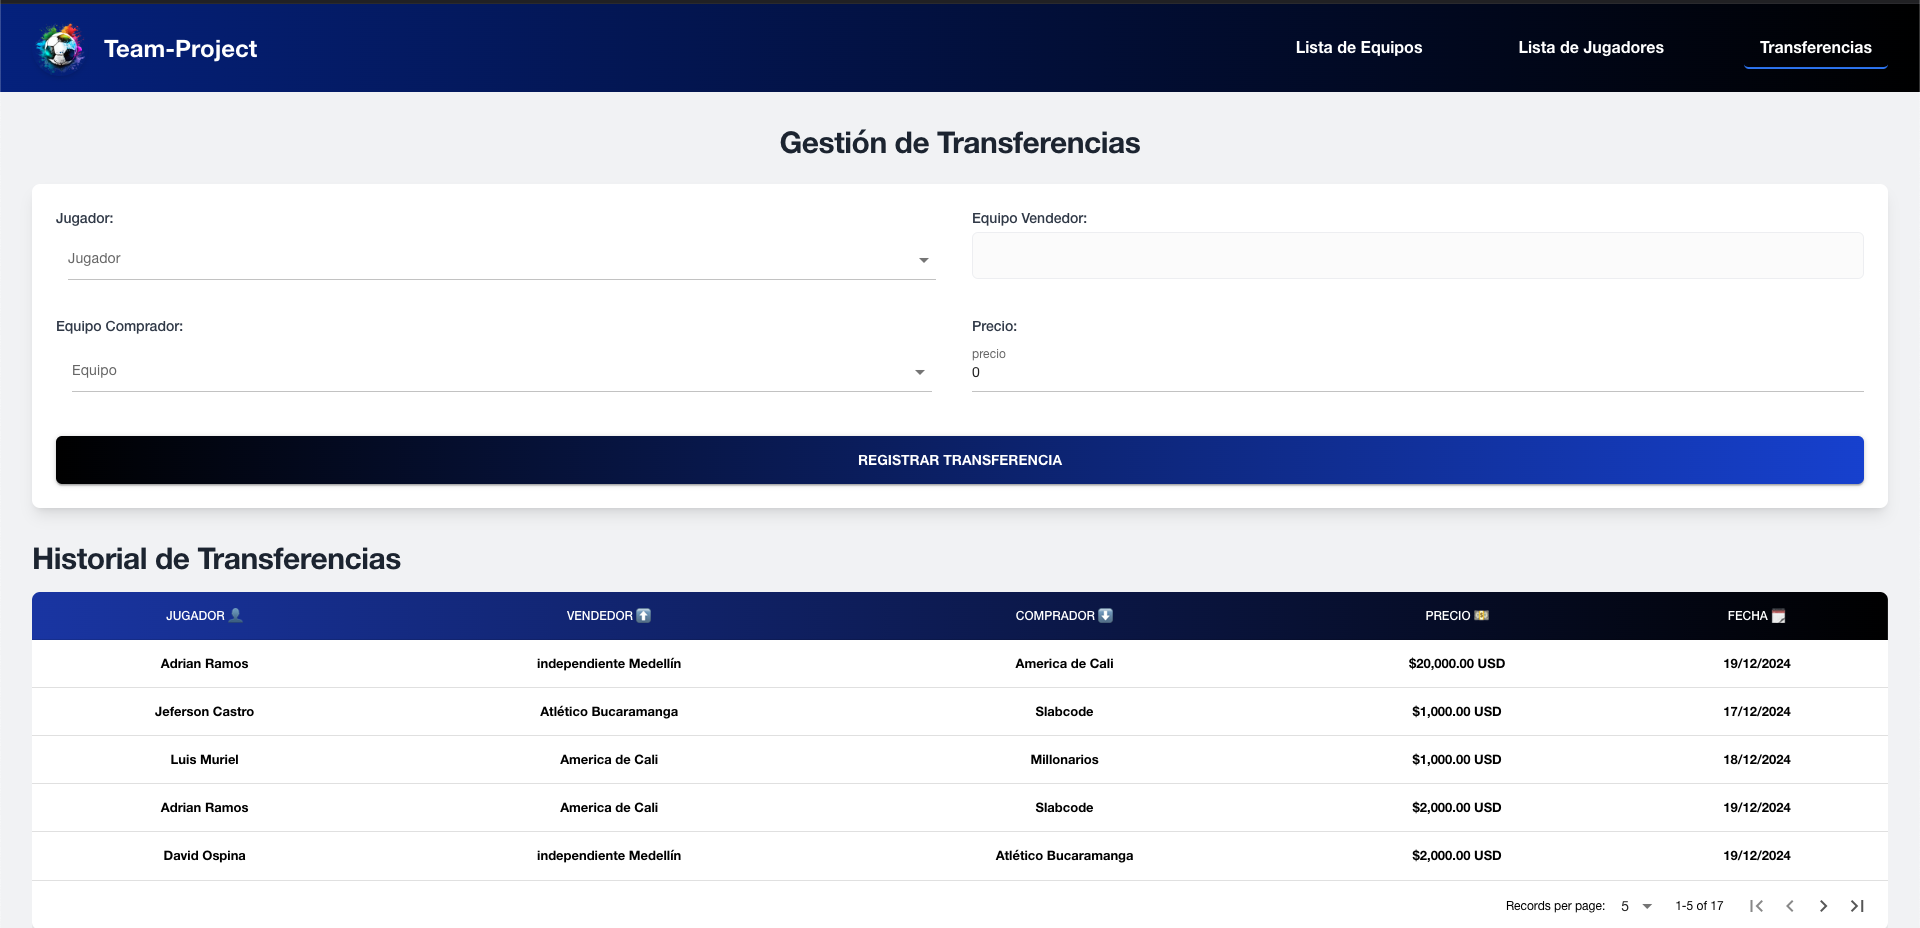 Team-Project
Lista de Equipos
Lista de Jugadores
Transferencias
Gestión de Transferencias
Jugador:
Jugador
Equipo Vendedor:
Equipo Comprador:
Equipo
Precio:
precio
0
REGISTRAR TRANSFERENCIA
Historial de Transferencias
JUGADOR 👤 VENDEDOR ⬆️ COMPRADOR ⬇️ PRECIO 💴 FECHA 📅
Adrian Ramos independiente Medellín America de Cali $20,000.00 USD 19/12/2024
Jeferson Castro Atlético Bucaramanga Slabcode $1,000.00 USD 17/12/2024
Luis Muriel America de Cali Millonarios $1,000.00 USD 18/12/2024
Adrian Ramos America de Cali Slabcode $2,000.00 USD 19/12/2024
David Ospina independiente Medellín Atlético Bucaramanga $2,000.00 USD 19/12/2024
Records per page: 5 1-5 of 17